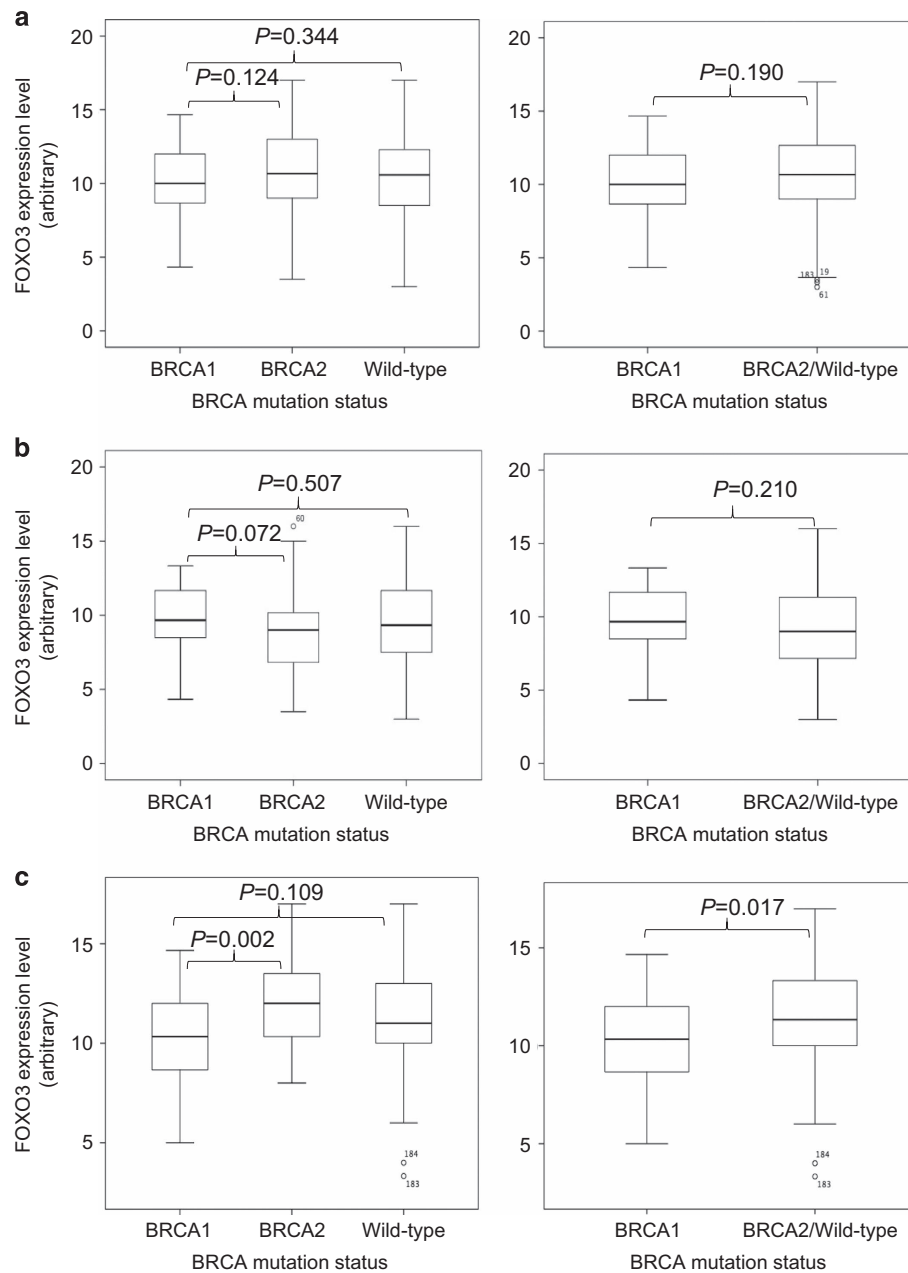 a
20
15
10
5
0
FOXO3 expression level
(arbitrary)
P=0.344
P=0.124
BRCA1 BRCA2 Wild-type
BRCA mutation status
20
15
10
5
0
P=0.190
183 19
61
BRCA1 BRCA2/Wild-type
BRCA mutation status
b
20
15
10
5
0
FOXO3 expression level
(arbitrary)
P=0.507
P=0.072
60
BRCA1 BRCA2 Wild-type
BRCA mutation status
20
15
10
5
0
P=0.210
BRCA1 BRCA2/Wild-type
BRCA mutation status
c
15
10
5
FOXO3 expression level
(arbitrary)
P=0.109
P=0.002
184
183
BRCA1 BRCA2 Wild-type
BRCA mutation status
15
10
5
P=0.017
184
183
BRCA1 BRCA2/Wild-type
BRCA mutation status